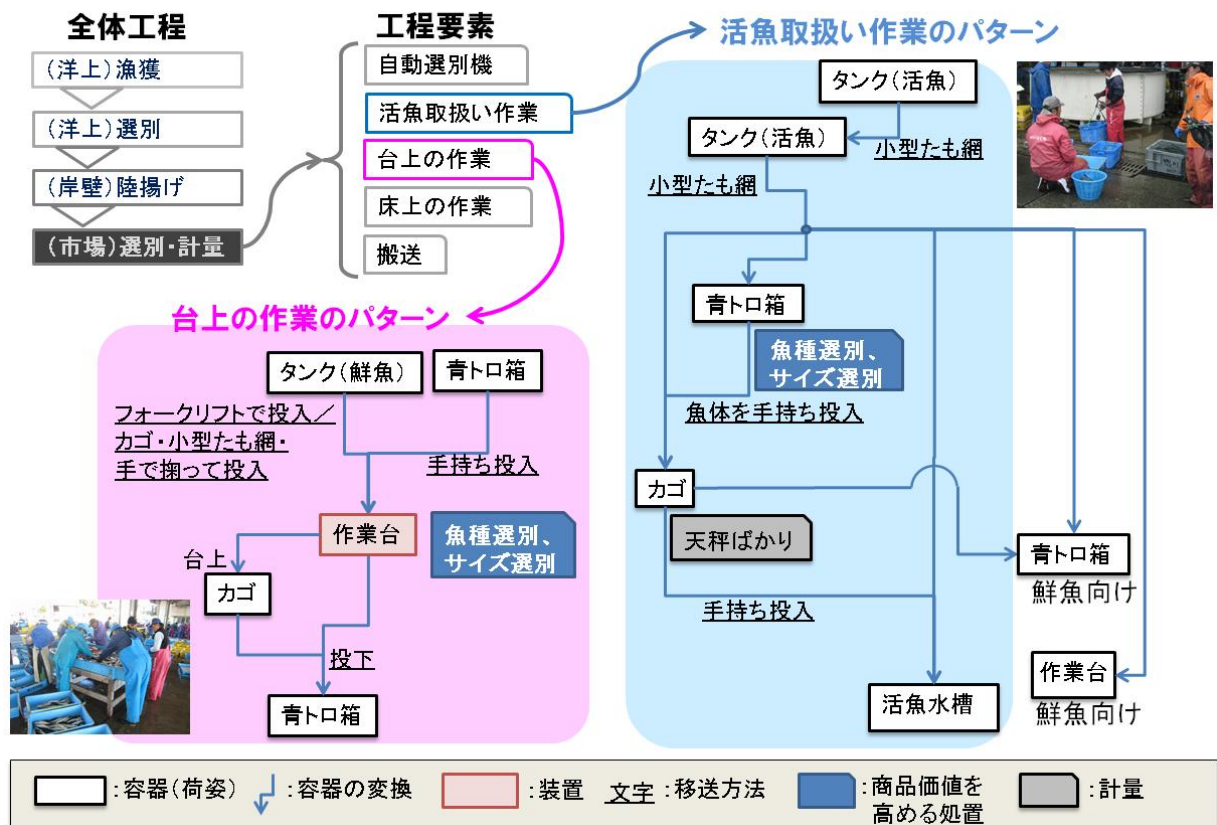 全体工程
(洋上)漁獲
(洋上)選別
(岸壁)陸揚げ
(市場)選別・計量
工程要素
自動選別機
活魚取扱い作業
台上の作業
床上の作業
搬送
活魚取扱い作業のパターン
タンク(活魚)
小型たも網
タンク(活魚)
小型たも網
青トロ箱
魚種選別、
サイズ選別
魚体を手持ち投入
カゴ
天秤ばかり
手持ち投入
活魚水槽
青トロ箱
鮮魚向け
作業台
鮮魚向け
台上の作業のパターン
タンク(鮮魚)
青トロ箱
フォークリフトで投入／
カゴ・小型たも網・
手で掬って投入
手持ち投入
作業台
魚種選別、
サイズ選別
台上
カゴ
投下
青トロ箱
:容器(荷姿)
:容器の変換
:装置
文字:移送方法
:商品価値を
高める処置
:計量